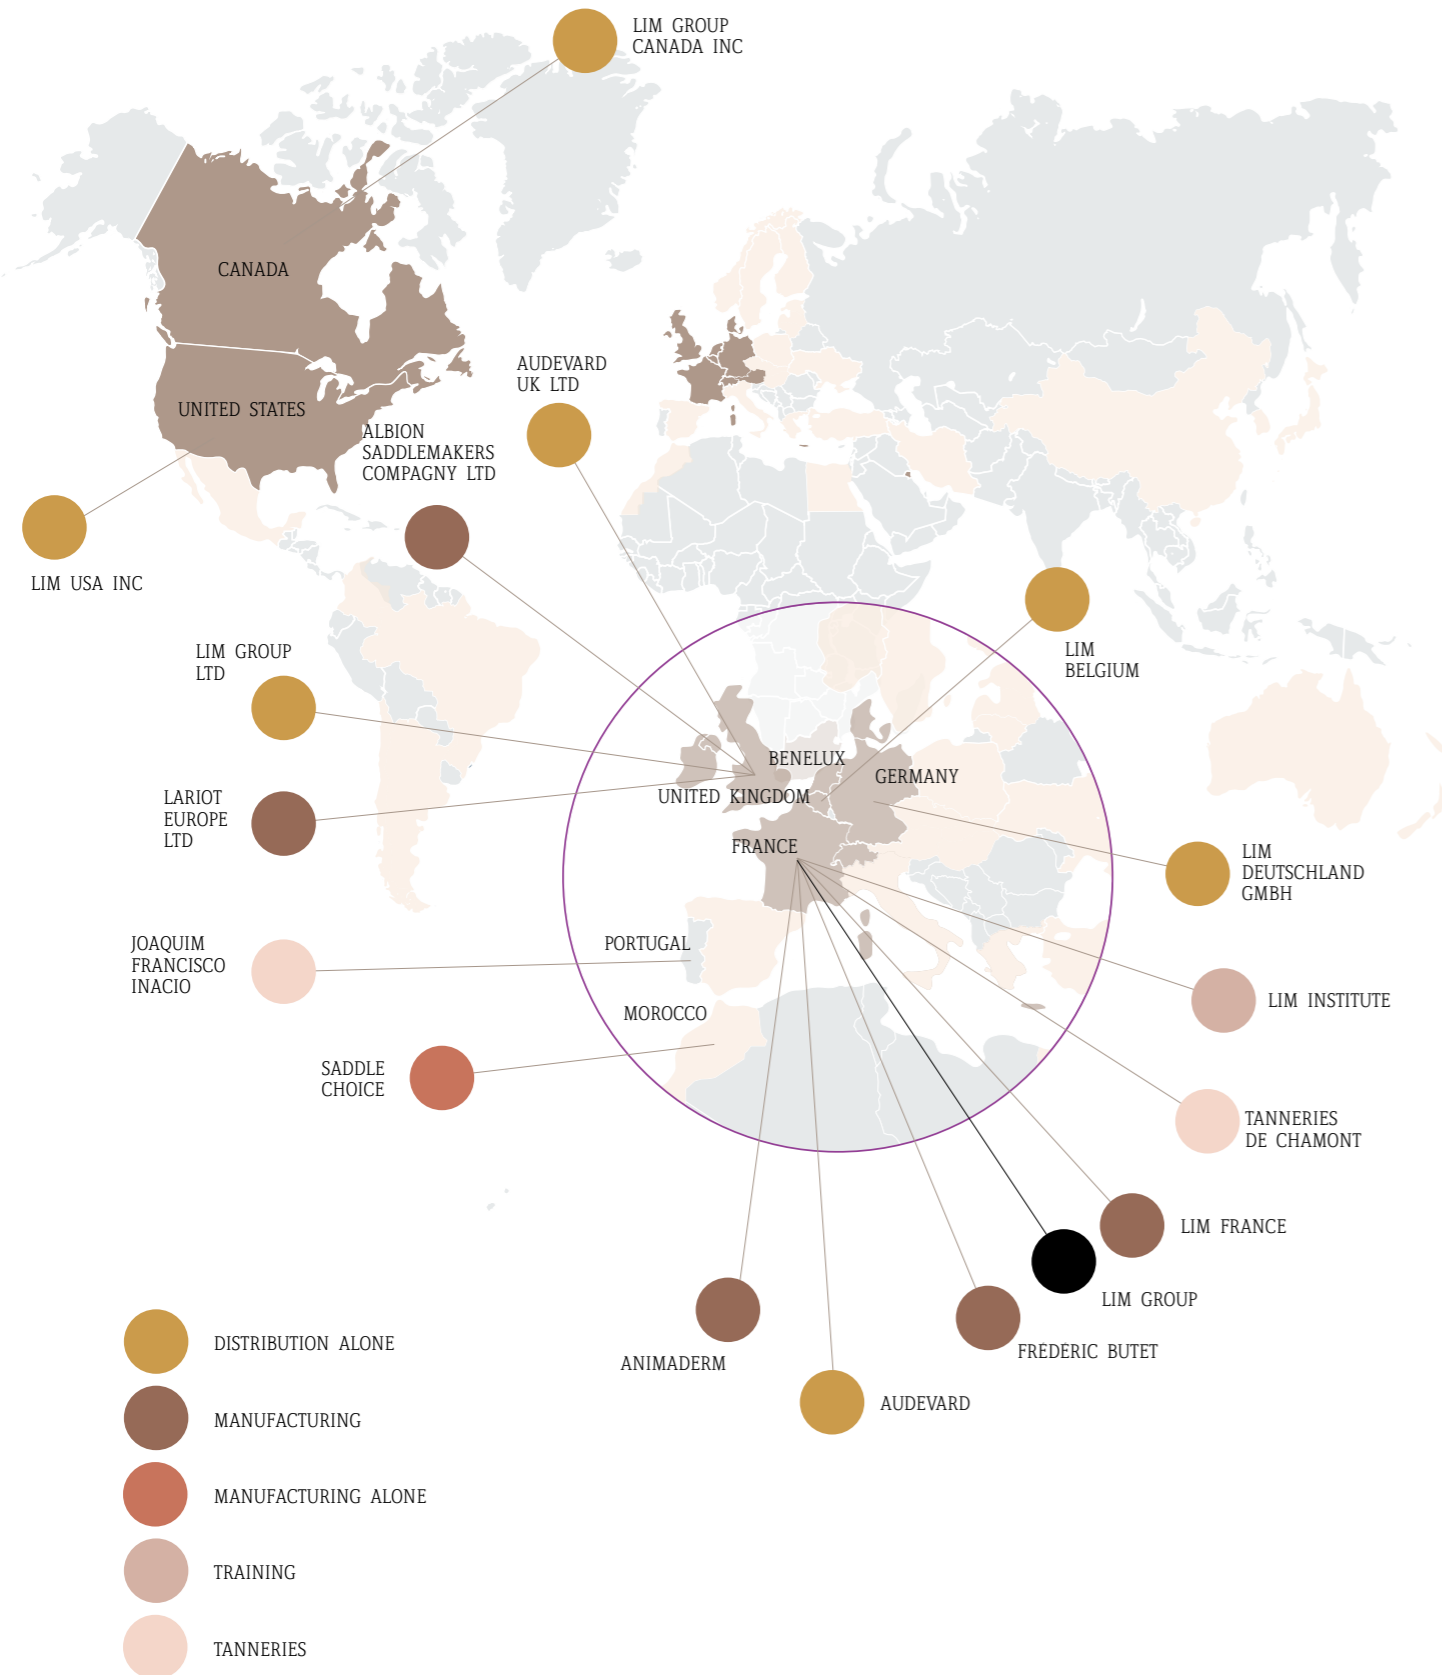 LIM GROUP
CANADA INC
CANADA
UNITED STATES
AUDEVARD
UK LTD
ALBION
SADDLEMAKERS
COMPAGNY LTD
LIM USA INC
LIM GROUP
LTD
LIM
BELGIUM
BENELUX
GERMANY
UNITED KINGDOM
LARIOT
EUROPE
LTD
FRANCE
LIM
DEUTSCHLAND
GMBH
JOAQUIM
FRANCISCO
INACIO
PORTUGAL
MOROCCO
LIM INSTITUTE
SADDLE
CHOICE
TANNERIES
DE CHAMONT
LIM FRANCE
LIM GROUP
FRÉDÉRIC BUTET
ANIMADERM
AUDEVARD
DISTRIBUTION ALONE
MANUFACTURING
MANUFACTURING ALONE
TRAINING
TANNERIES